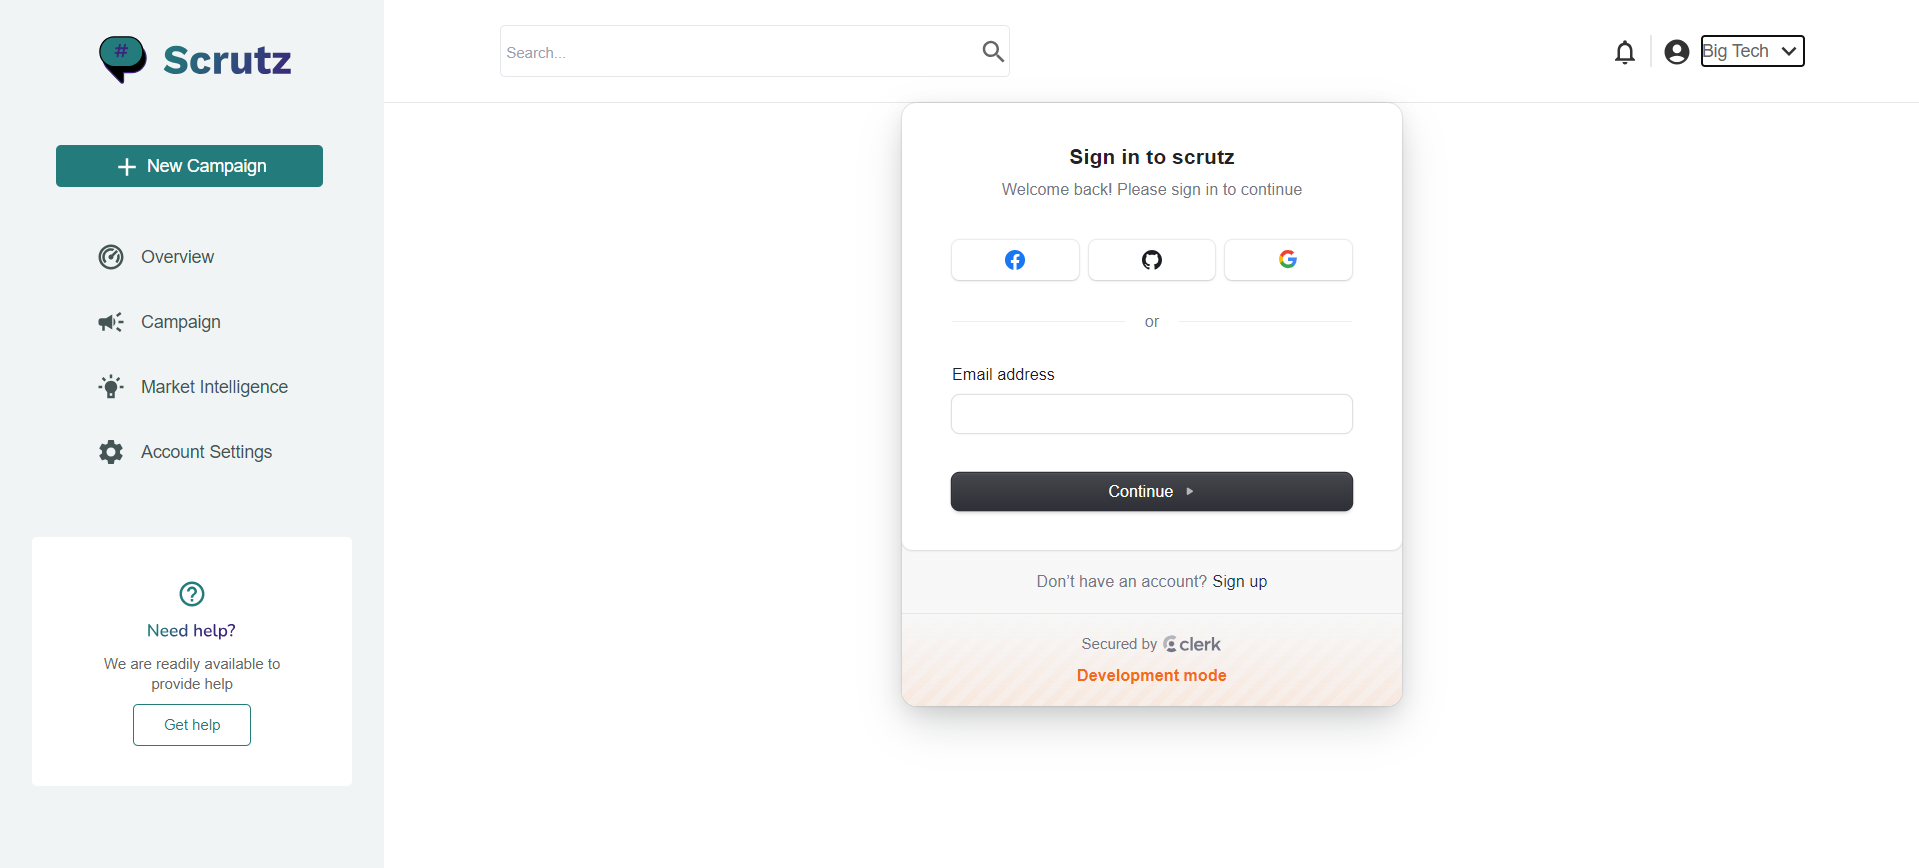 # Scrutz
Search...
Big Tech
New Campaign
Overview
Campaign
Market Intelligence
Account Settings
Need help?
We are readily available to
provide help
Get help
Sign in to scrutz
Welcome back! Please sign in to continue
or
Email address
Continue
Don’t have an account? Sign up
Secured by clerk
Development mode